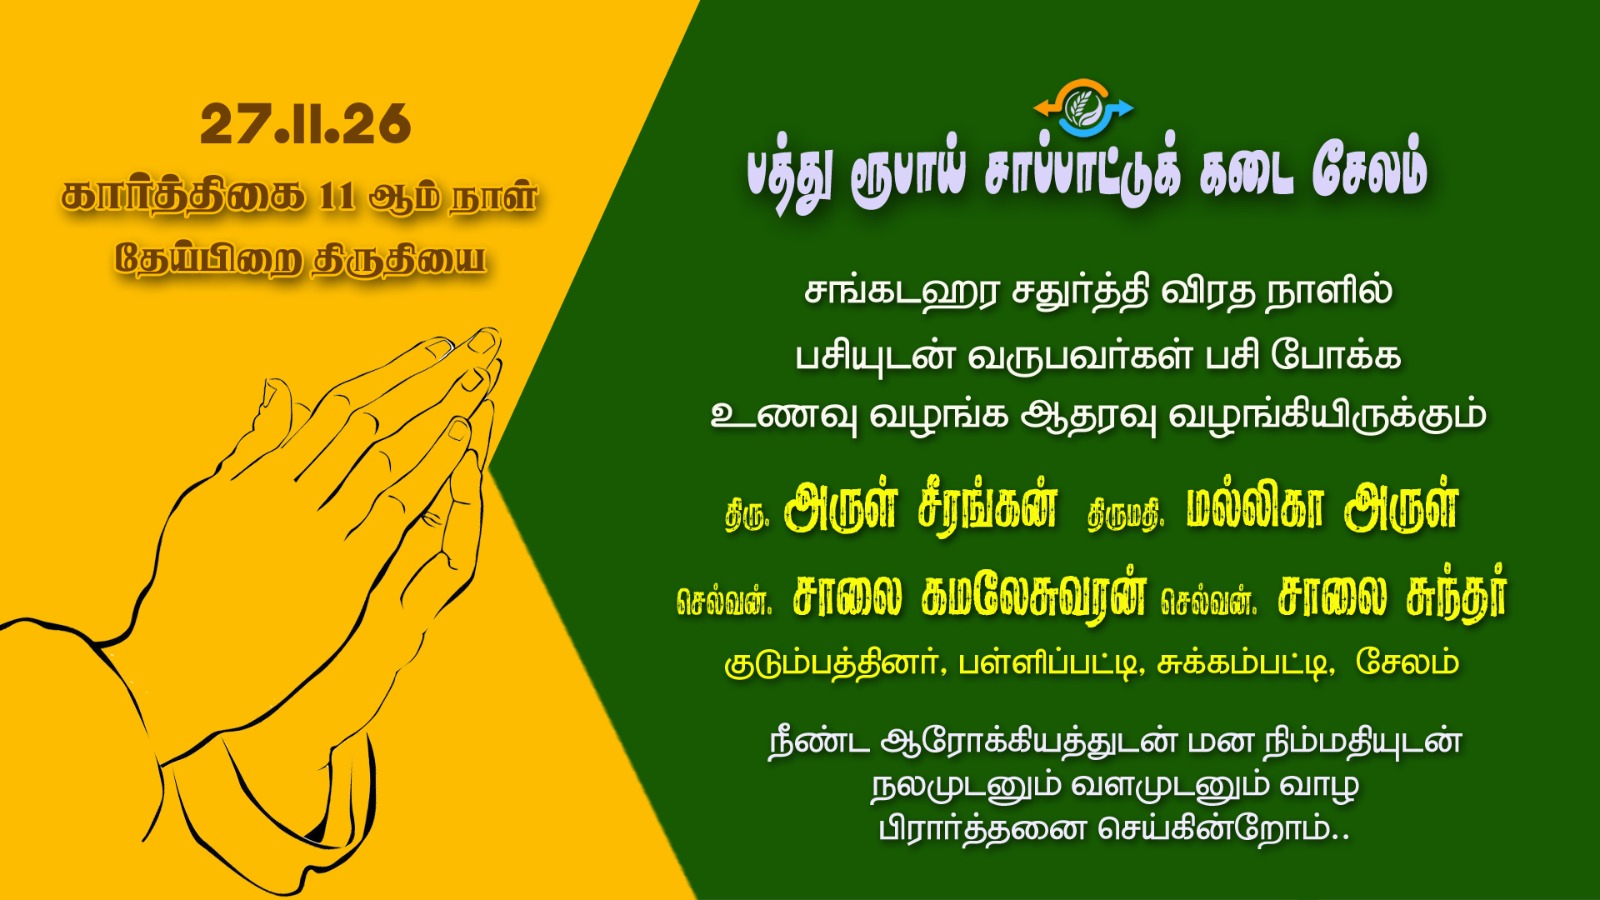 27.11.26
கார்த்திகை 11 ஆம் நாள்
தேய்பிறை திருதியை
பத்து ரூபாய் சாப்பாட்டுக் கடை சேலம்
சங்கடஹர சதுர்த்தி விரத நாளில்
பசியுடன் வருபவர்கள் பசி போக்க
உணவு வழங்க ஆதரவு வழங்கியிருக்கும்
திரு. அருள் சீரங்கன் திருமதி. மல்லிகா அருள்
செல்வன். சாலை கமலேசுவரன் செல்வன். சாலை சுந்தர்
குடும்பத்தினர், பள்ளிப்பட்டி, சுக்கம்பட்டி, சேலம்
நீண்ட ஆரோக்கியத்துடன் மன நிம்மதியுடன்
நலமுடனும் வளமுடனும் வாழ
பிரார்த்தனை செய்கின்றோம்..